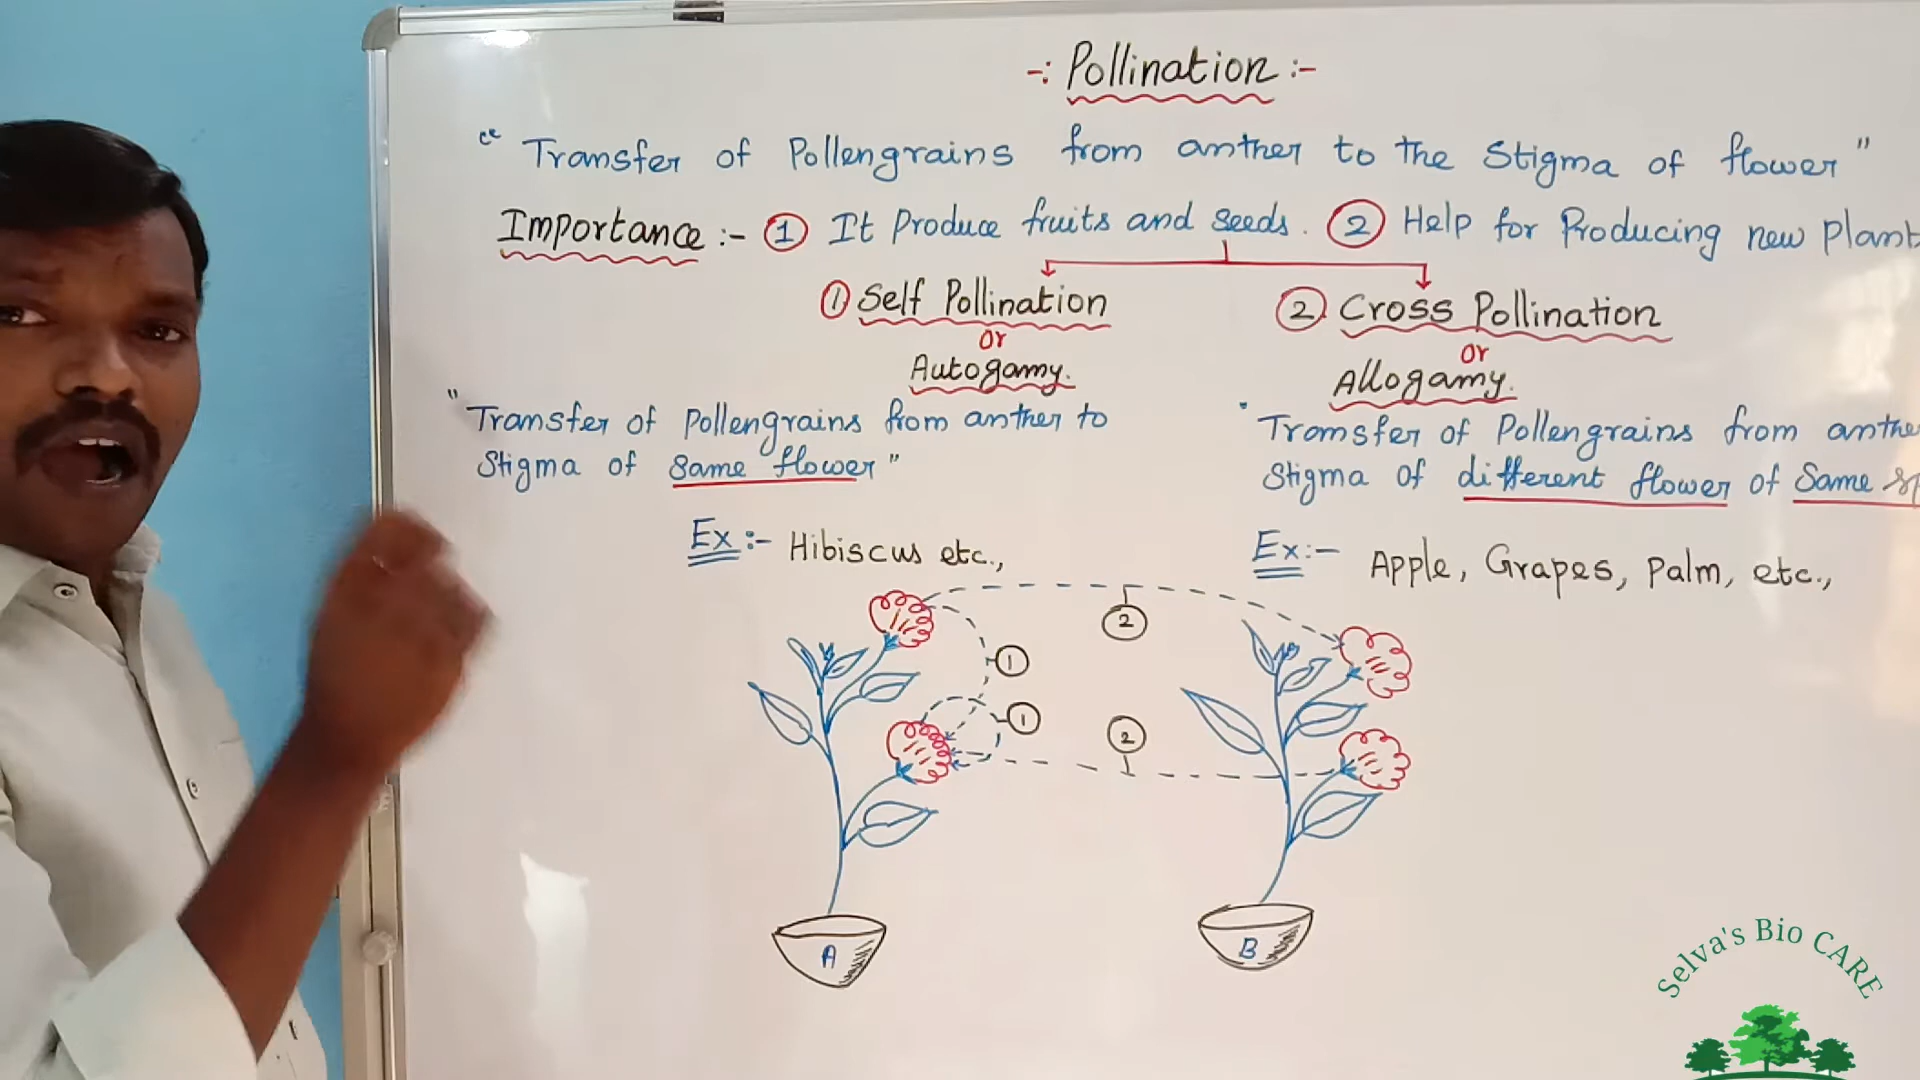 -: Pollination :-
" Transfer of Pollengrains from anther to the Stigma of flower "
Importance :- ① It Produce fruits and seeds. ② Help for Producing new Plant
① Self Pollination
or
Autogamy.
② Cross Pollination
or
Allogamy.
"Transfer of Pollengrains from anther to
Stigma of Same flower"
Transfer of Pollengrains from anthe
Stigma of different flower of Same
Ex:- Hibiscus etc.,
Ex:- Apple, Grapes, Palm, etc.,
2
1
1
2
A
B
Selva's Bio CARE